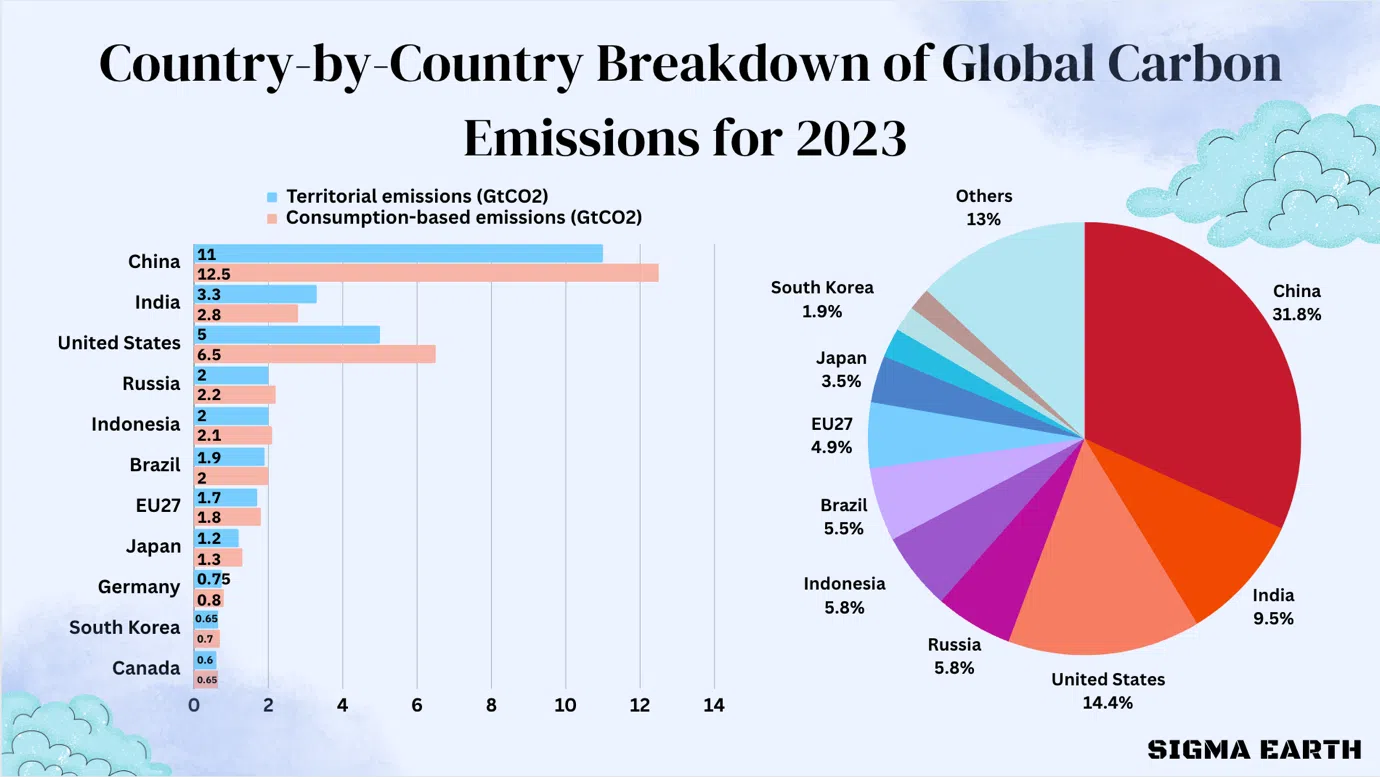 Country-by-Country Breakdown of Global Carbon
Emissions for 2023
Territorial emissions (GtCO2)
Consumption-based emissions (GtCO2)
China
11
12.5
India
3.3
2.8
United States
5
6.5
Russia
2
2.2
Indonesia
2
2.1
Brazil
1.9
2
EU27
1.7
1.8
Japan
1.2
1.3
Germany
0.75
0.8
South Korea
0.65
0.7
Canada
0.6
0.65
0 2 4 6 8 10 12 14
Others
13%
China
31.8%
India
9.5%
United States
14.4%
Russia
5.8%
Indonesia
5.8%
Brazil
5.5%
EU27
4.9%
Japan
3.5%
South Korea
1.9%
SIGMA EARTH